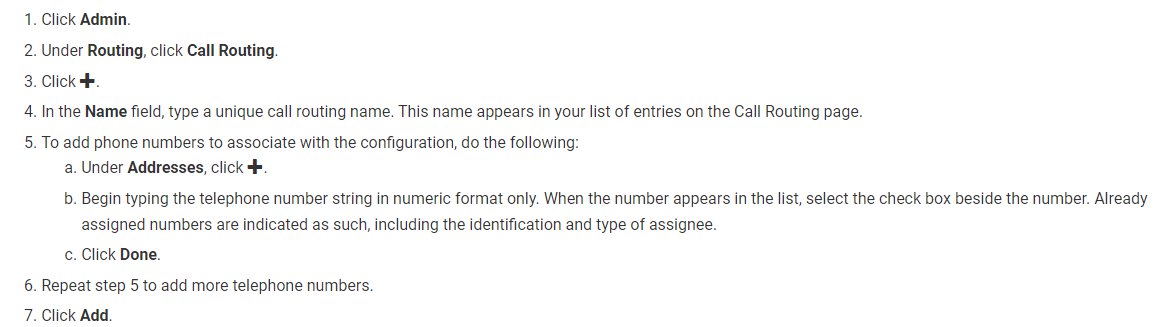 1. Click Admin.
2. Under Routing, click Call Routing.
3. Click +.
4. In the Name field, type a unique call routing name. This name appears in your list of entries on the Call Routing page.
5. To add phone numbers to associate with the configuration, do the following:
a. Under Addresses, click +.
b. Begin typing the telephone number string in numeric format only. When the number appears in the list, select the check box beside the number. Already
assigned numbers are indicated as such, including the identification and type of assignee.
c. Click Done.
6. Repeat step 5 to add more telephone numbers.
7. Click Add.